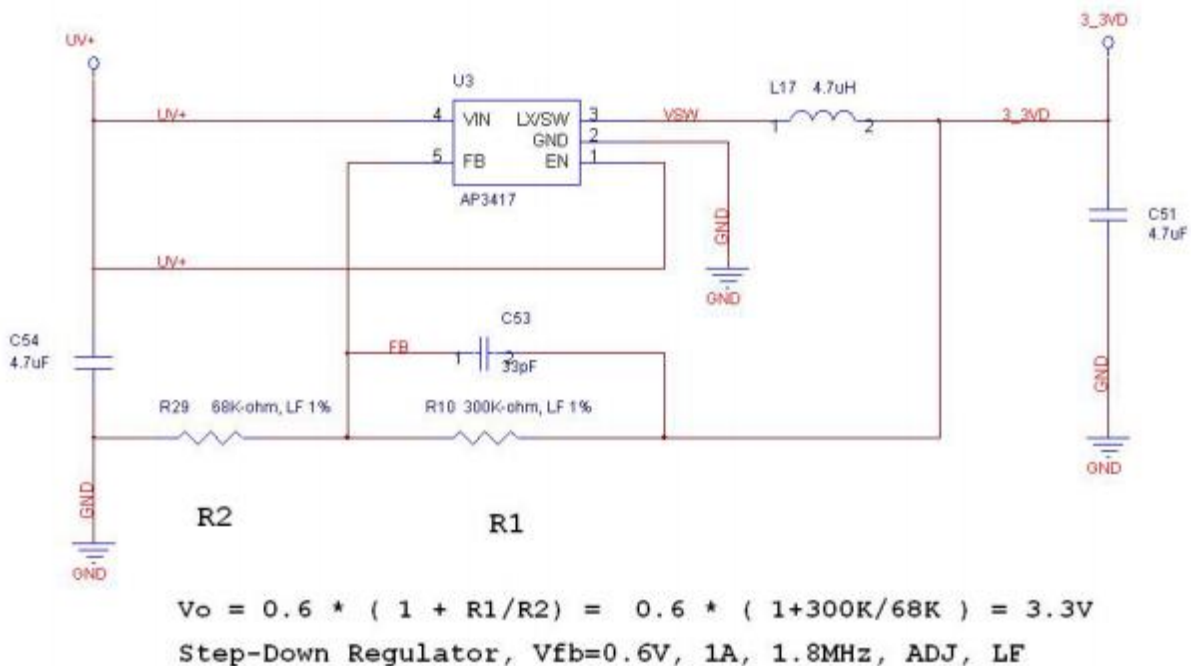 3_3VD
UV+
U3
L17 4.7uH
UV+
4
VIN
LX/SW
3
VSW
1
2
3_3VD
GND
2
5
FB
EN
1
AP3417
C51
4.7uF
GND
GND
UV+
C53
C54
4.7uF
FB
1
2
33pF
GND
R29 68K-ohm, LF 1%
R10 300K-ohm, LF 1%
GND
GND
R2
R1
GND
Vo = 0.6 * ( 1 + R1/R2) = 0.6 * ( 1+300K/68K ) = 3.3V
Step-Down Regulator, Vfb=0.6V, 1A, 1.8MHz, ADJ, LF